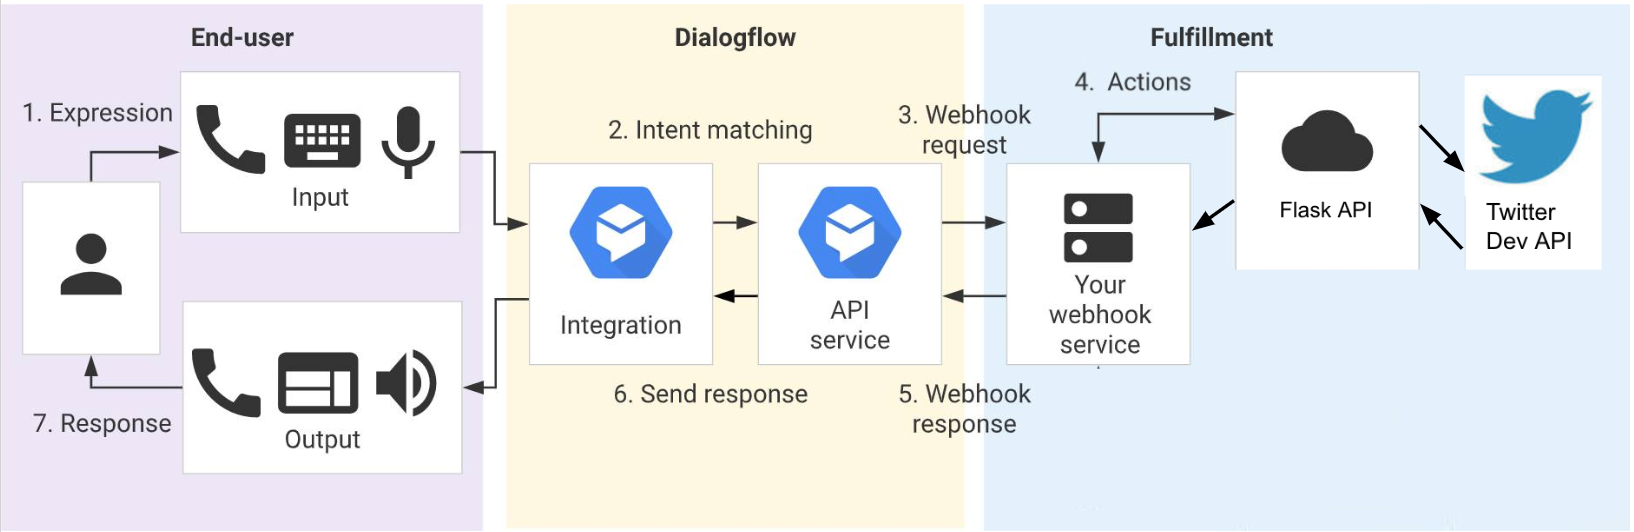 End-user
Dialogflow
Fulfillment
1. Expression
Input
2. Intent matching
3. Webhook
request
4. Actions
Flask API
Twitter
Dev API
Integration
API
service
Your
webhook
service
6. Send response
5. Webhook
response
7. Response
Output